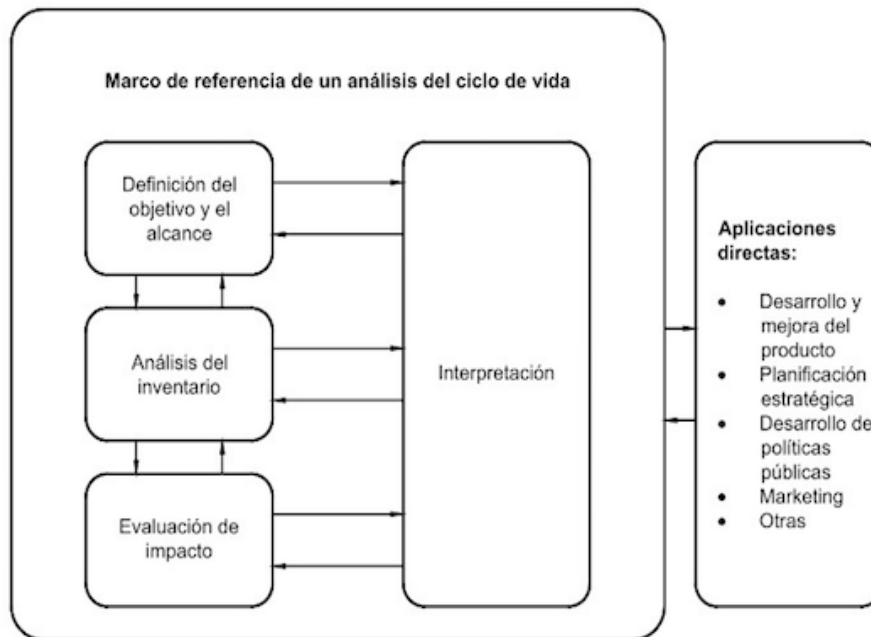 Marco de referencia de un análisis del ciclo de vida
Definición del
objetivo y el
alcance
Análisis del
inventario
Evaluación de
impacto
Interpretación
Aplicaciones
directas:
• Desarrollo y
mejora del
producto
• Planificación
estratégica
• Desarrollo de
políticas
públicas
• Marketing
• Otras